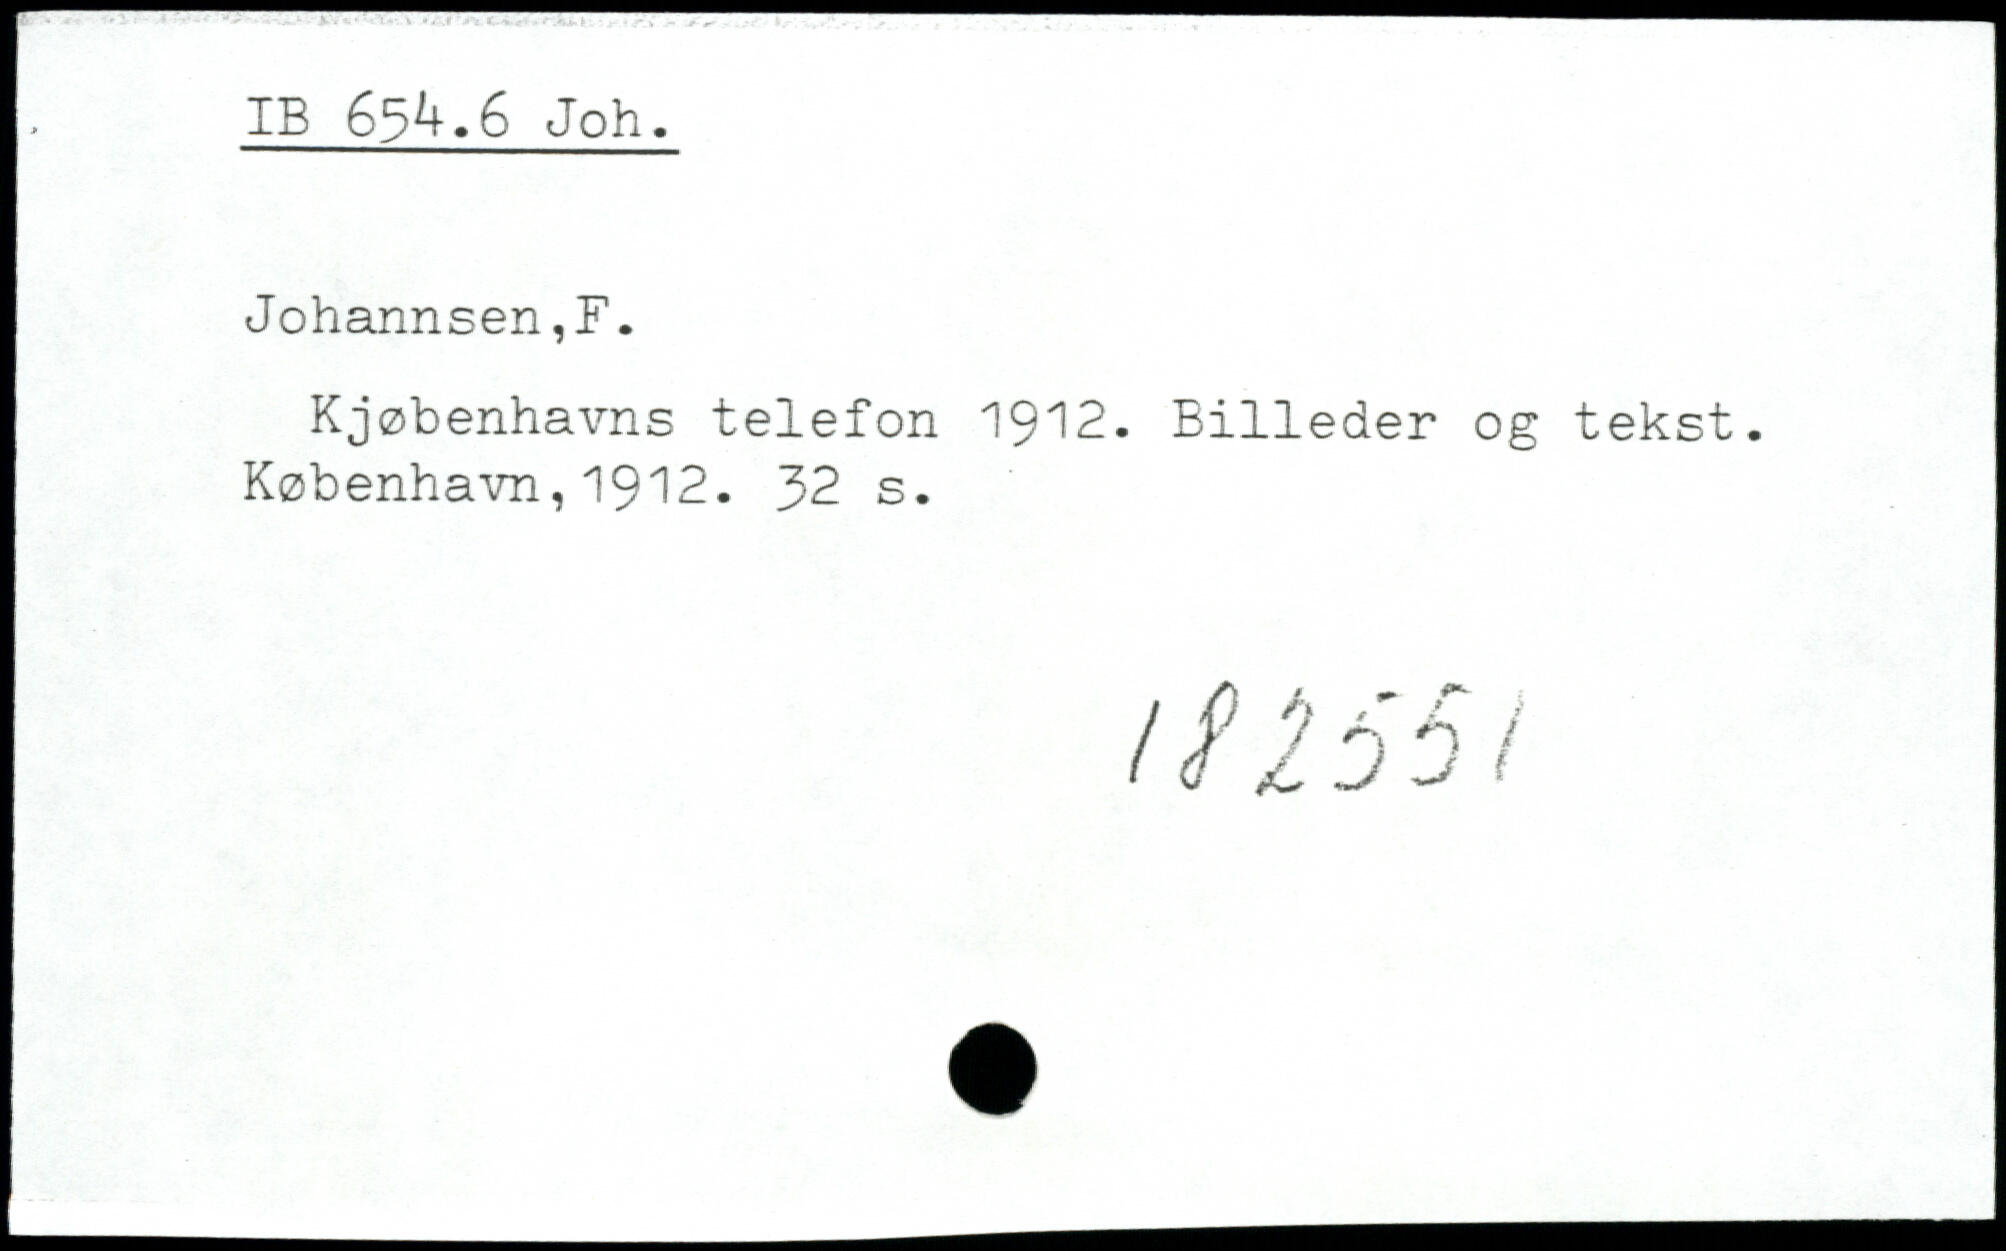 IB 654.6 Joh.
Johannsen,F.
Kjøbenhavns telefon 1912. Billeder og tekst.
København,1912. 32 s.
182551